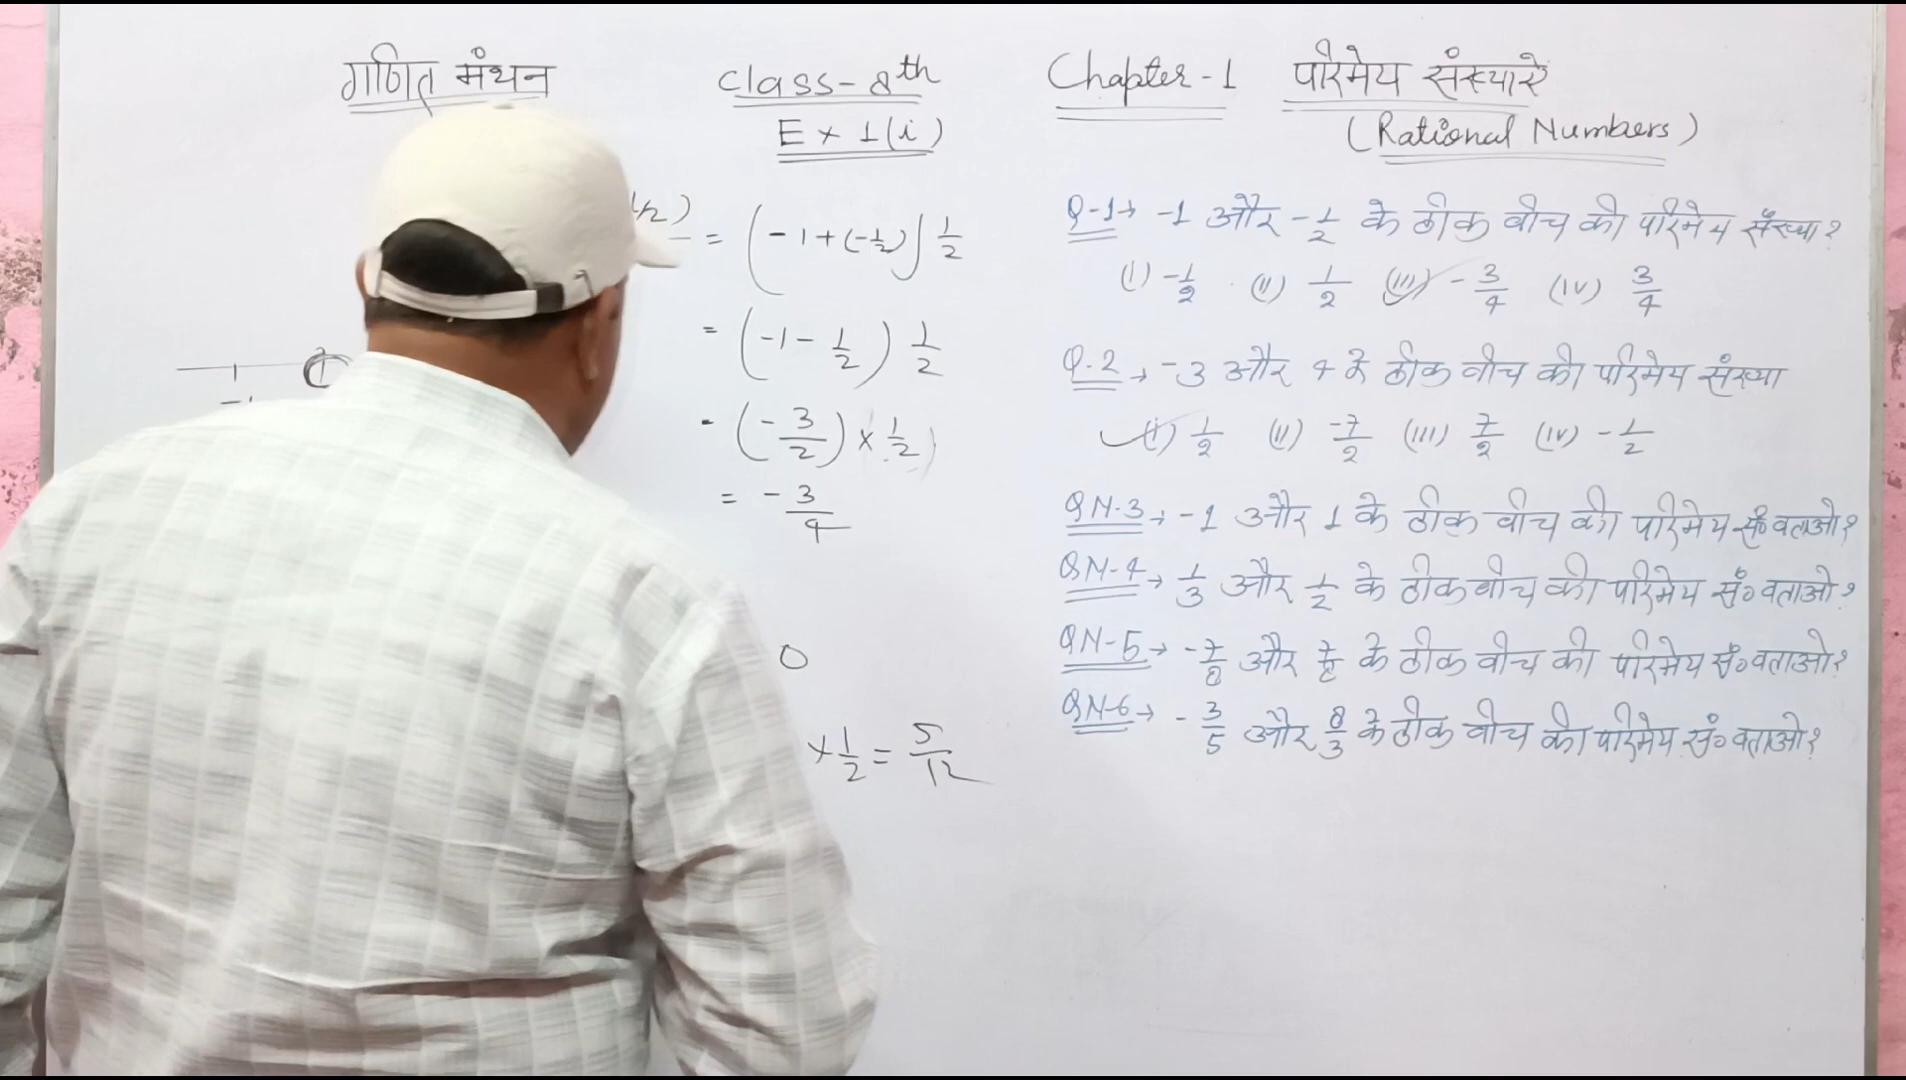 गणित मंथन
class-8th
Ex 1(i)
Chapter-1 परिमेय संख्याएँ
(Rational Numbers)
1/2) = (-1+(-1/2)) 1/2
= (-1-1/2) 1/2
- (-3/2) × 1/2)
= -3/4
0
× 1/2 = 5/12
Q-1→ -1 और -1/2 के ठीक बीच की परिमेय संख्या?
(i) -1/2 (ii) 1/2 (iii) -3/4 (iv) 3/4
Q.2→ -3 और 4 के ठीक बीच की परिमेय संख्या
(i) 1/2 (ii) -7/2 (iii) 7/2 (iv) -1/2
QN-3→ -1 और 1 के ठीक बीच की परिमेय सं० बताओ?
QN-4→ 1/3 और 1/2 के ठीक बीच की परिमेय सं० बताओ?
QN-5→ -7/8 और 7/8 के ठीक बीच की परिमेय सं० बताओ?
QN-6→ -3/5 और 8/3 के ठीक बीच की परिमेय सं० बताओ?